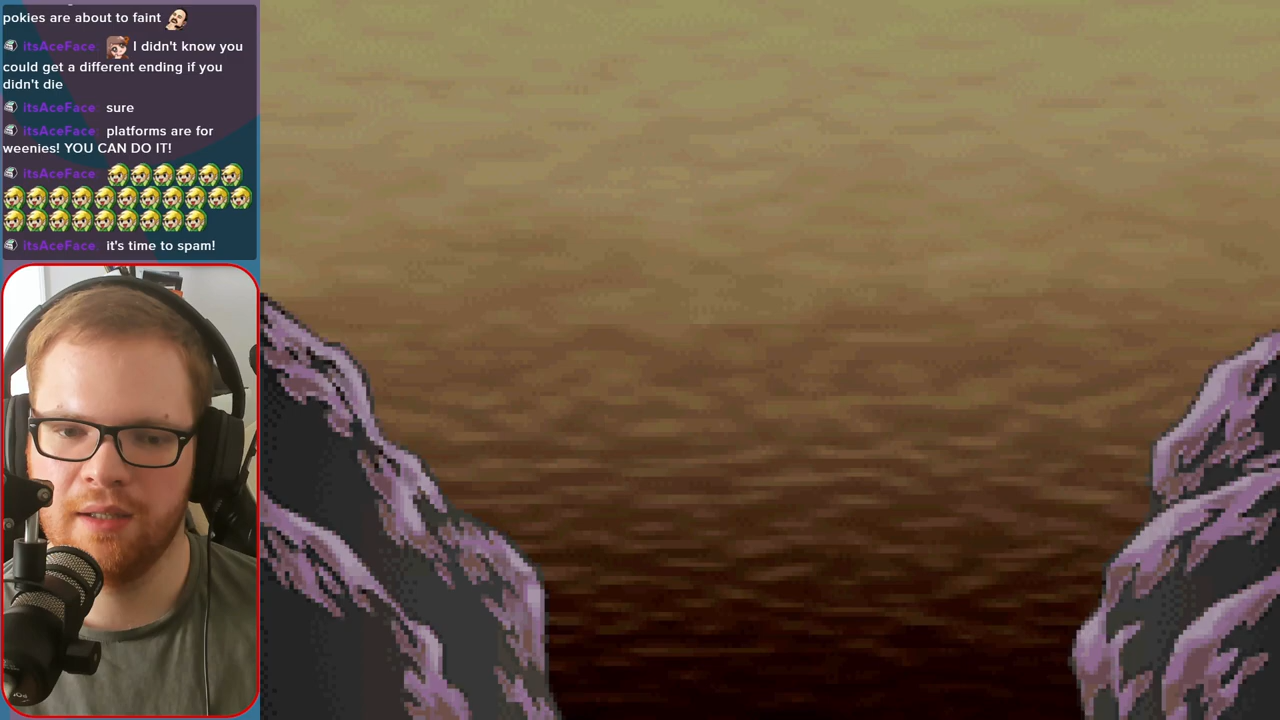 pokies are about to faint
itsAceFace: I didn't know you
could get a different ending if you
didn't die
itsAceFace: sure
itsAceFace: platforms are for
weenies! YOU CAN DO IT!
itsAceFace:
itsAceFace: it's time to spam!